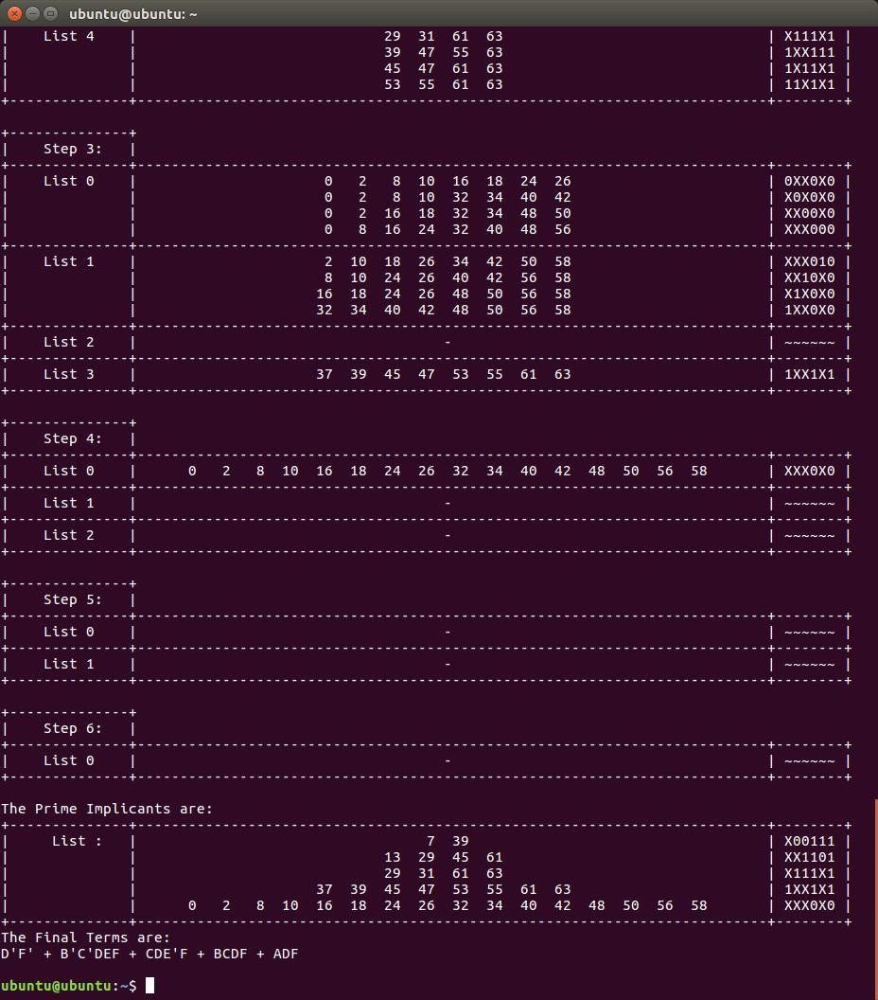 ubuntu@ubuntu: ~
|    List 4    |                             29  31  61  63                               | X111X1 |
|              |                             39  47  55  63                               | 1XX111 |
|              |                             45  47  61  63                               | 1X11X1 |
|              |                             53  55  61  63                               | 11X1X1 |
+--------------+--------------------------------------------------------------------------+--------+
+--------------+
|    Step 3:   |
+--------------+--------------------------------------------------------------------------+--------+
|    List 0    |                      0   2   8  10  16  18  24  26                       | 0XX0X0 |
|              |                      0   2   8  10  32  34  40  42                       | X0X0X0 |
|              |                      0   2  16  18  32  34  48  50                       | XX00X0 |
|              |                      0   8  16  24  32  40  48  56                       | XXX000 |
+--------------+--------------------------------------------------------------------------+--------+
|    List 1    |                      2  10  18  26  34  42  50  58                       | XXX010 |
|              |                      8  10  24  26  40  42  56  58                       | XX10X0 |
|              |                     16  18  24  26  48  50  56  58                       | X1X0X0 |
|              |                     32  34  40  42  48  50  56  58                       | 1XX0X0 |
+--------------+--------------------------------------------------------------------------+--------+
|    List 2    |                                    -                                     | ~~~~~~ |
+--------------+--------------------------------------------------------------------------+--------+
|    List 3    |                     37  39  45  47  53  55  61  63                       | 1XX1X1 |
+--------------+--------------------------------------------------------------------------+--------+
+--------------+
|    Step 4:   |
+--------------+--------------------------------------------------------------------------+--------+
|    List 0    |      0   2   8  10  16  18  24  26  32  34  40  42  48  50  56  58       | XXX0X0 |
+--------------+--------------------------------------------------------------------------+--------+
|    List 1    |                                    -                                     | ~~~~~~ |
+--------------+--------------------------------------------------------------------------+--------+
|    List 2    |                                    -                                     | ~~~~~~ |
+--------------+--------------------------------------------------------------------------+--------+
+--------------+
|    Step 5:   |
+--------------+--------------------------------------------------------------------------+--------+
|    List 0    |                                    -                                     | ~~~~~~ |
+--------------+--------------------------------------------------------------------------+--------+
|    List 1    |                                    -                                     | ~~~~~~ |
+--------------+--------------------------------------------------------------------------+--------+
+--------------+
|    Step 6:   |
+--------------+--------------------------------------------------------------------------+--------+
|    List 0    |                                    -                                     | ~~~~~~ |
+--------------+--------------------------------------------------------------------------+--------+
The Prime Implicants are:
+--------------+--------------------------------------------------------------------------+--------+
|     List :   |                                  7  39                                   | X00111 |
|              |                             13  29  45  61                               | XX1101 |
|              |                             29  31  61  63                               | X111X1 |
|              |                     37  39  45  47  53  55  61  63                       | 1XX1X1 |
|              |      0   2   8  10  16  18  24  26  32  34  40  42  48  50  56  58       | XXX0X0 |
+--------------+--------------------------------------------------------------------------+--------+
The Final Terms are:
D'F' + B'C'DEF + CDE'F + BCDF + ADF
ubuntu@ubuntu:~$